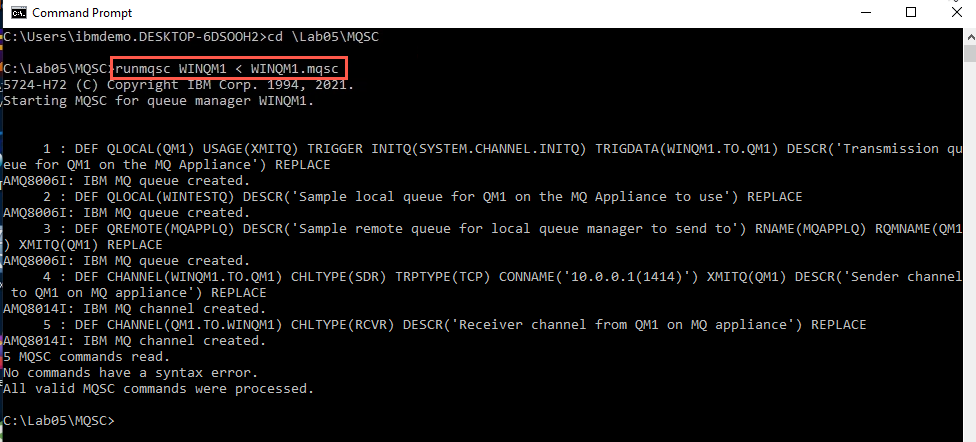 Command Prompt
C:\Users\ibmdemo.DESKTOP-6DSOOH2>cd \Lab05\MQSC
C:\Lab05\MQSC>runmqsc WINQM1 < WINQM1.mqsc
5724-H72 (C) Copyright IBM Corp. 1994, 2021.
Starting MQSC for queue manager WINQM1.
1 : DEF QLOCAL(QM1) USAGE(XMITQ) TRIGGER INITQ(SYSTEM.CHANNEL.INITQ) TRIGDATA(WINQM1.TO.QM1) DESCR('Transmission qu
eue for QM1 on the MQ Appliance') REPLACE
AMQ8006I: IBM MQ queue created.
2 : DEF QLOCAL(WINTESTQ) DESCR('Sample local queue for QM1 on the MQ Appliance to use') REPLACE
AMQ8006I: IBM MQ queue created.
3 : DEF QREMOTE(MQAPPLQ) DESCR('Sample remote queue for local queue manager to send to') RNAME(MQAPPLQ) RQMNAME(QM1
) XMITQ(QM1) REPLACE
AMQ8006I: IBM MQ queue created.
4 : DEF CHANNEL(WINQM1.TO.QM1) CHLTYPE(SDR) TRPTYPE(TCP) CONNAME('10.0.0.1(1414)') XMITQ(QM1) DESCR('Sender channel
to QM1 on MQ appliance') REPLACE
AMQ8014I: IBM MQ channel created.
5 : DEF CHANNEL(QM1.TO.WINQM1) CHLTYPE(RCVR) DESCR('Receiver channel from QM1 on MQ appliance') REPLACE
AMQ8014I: IBM MQ channel created.
5 MQSC commands read.
No commands have a syntax error.
All valid MQSC commands were processed.
C:\Lab05\MQSC>